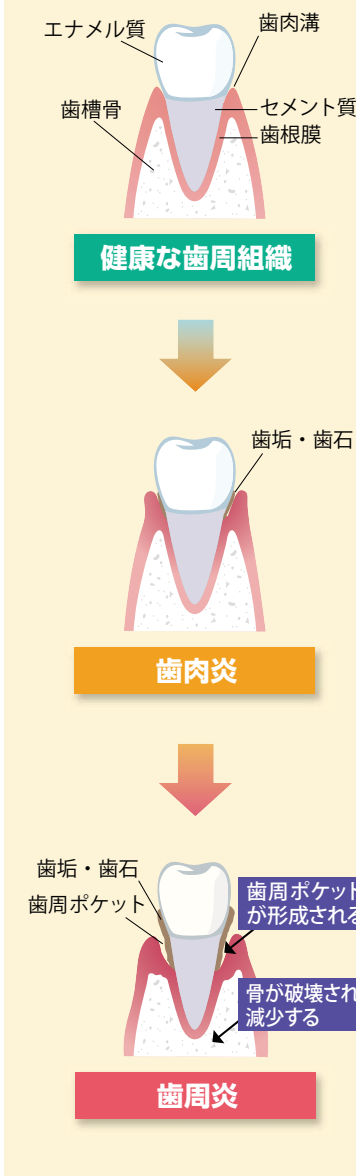 エナメル質
歯肉溝
歯槽骨
セメント質
歯根膜
健康な歯周組織
歯垢・歯石
歯肉炎
歯垢・歯石
歯周ポケット
歯周ポケット
が形成される
骨が破壊され
減少する
歯周炎